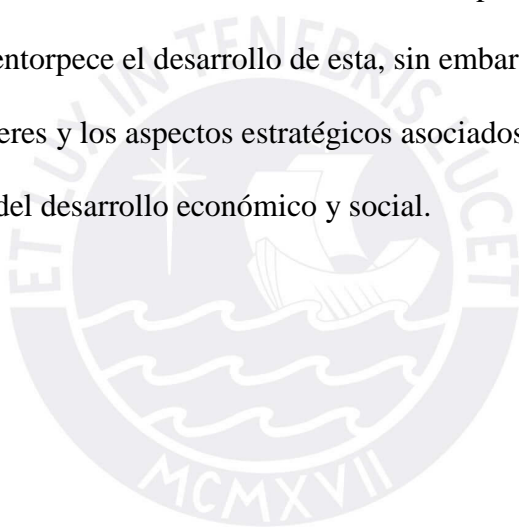 entorpece el desarrollo de esta, sin embar
eres y los aspectos estratégicos asociados
del desarrollo económico y social.
ET LUX IN TENEBRIS LUCET
MCMXVII